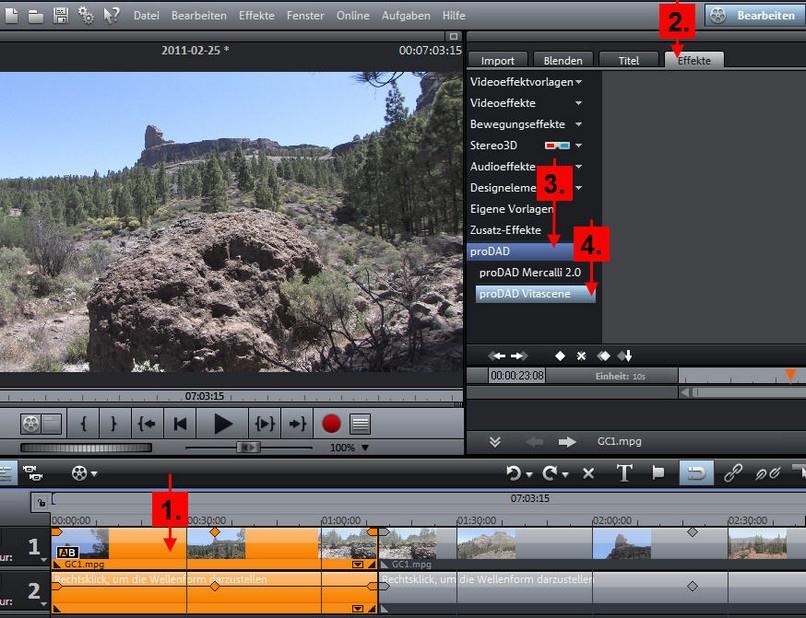 Datei Bearbeiten Effekte Fenster Online Aufgaben Hilfe
2.
Bearbeiten
2011-02-25 *
00:07:03:15
Import Blenden Titel Effekte
Videoeffektvorlagen
Videoeffekte
Bewegungseffekte
Stereo3D
Audioeffekte
Designeleme
3.
Eigene Vorlagen
Zusatz-Effekte
4.
proDAD
proDAD Mercalli 2.0
proDAD Vitascene
00:00:23:08
Einheit: 10s
07:03:15
100%
GC1.mpg
1.
07:03:15
00:00:00 00:30:00 01:00:00 01:30:00 02:00:00 02:30:00
ur: 1
AB
GC1.mpg
GC1.mpg
ur: 2
Rechtsklick, um die Wellenform darzustellen
Rechtsklick, um die Wellenform darzustellen